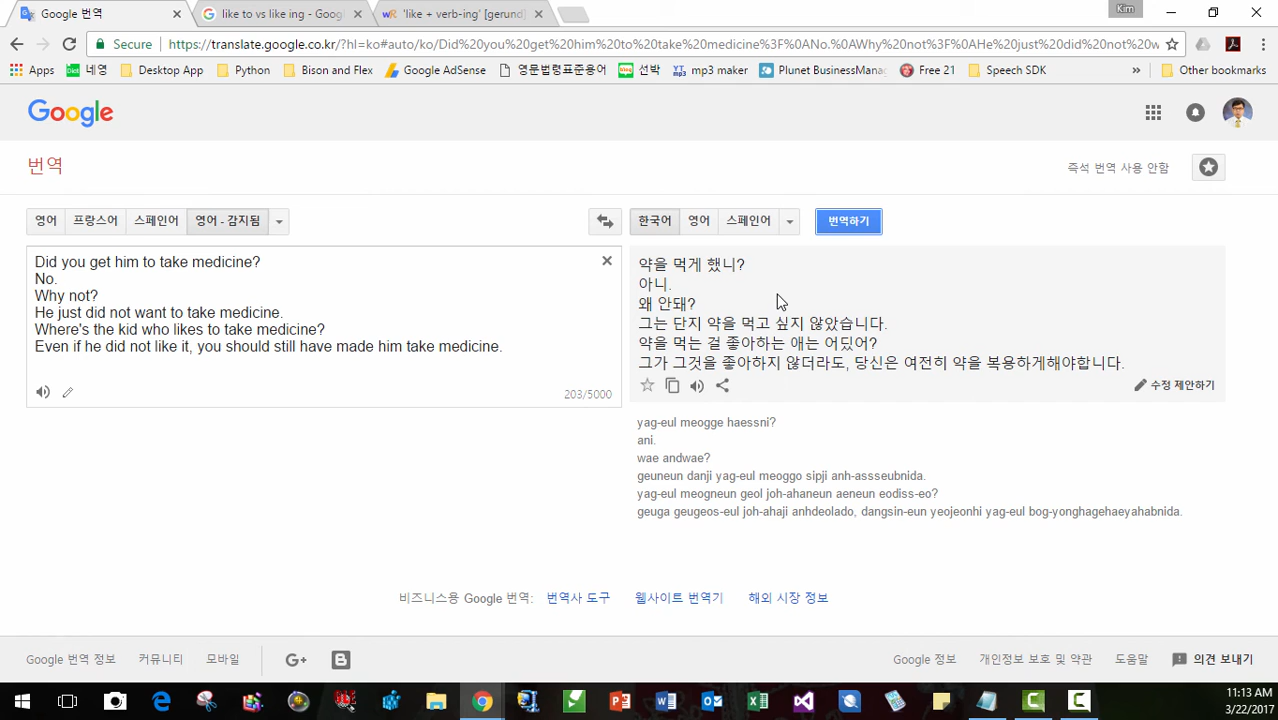 Google 번역
like to vs like ing - Googl
'like + verb-ing' [gerund]
Kim
Secure
https://translate.google.co.kr/?hl=ko#auto/ko/Did%20you%20get%20him%20to%20take%20medicine%3F%0ANo.%0AWhy%20not%3F%0AHe%20just%20did%20not%20w
Apps 네영 Desktop App Python Bison and Flex Google AdSense 영문법령표준용어 선박 mp3 maker Plunet BusinessMana Free 21 Speech SDK » Other bookmarks
Google
번역
즉석 번역 사용 안함
영어 프랑스어 스페인어 영어 - 감지됨
한국어 영어 스페인어 번역하기
Did you get him to take medicine?
No.
Why not?
He just did not want to take medicine.
Where's the kid who likes to take medicine?
Even if he did not like it, you should still have made him take medicine.
203/5000
약을 먹게 했니?
아니.
왜 안돼?
그는 단지 약을 먹고 싶지 않았습니다.
약을 먹는 걸 좋아하는 애는 어딨어?
그가 그것을 좋아하지 않더라도, 당신은 여전히 약을 복용하게해야합니다.
수정 제안하기
yag-eul meogge haessni?
ani.
wae andwae?
geuneun danji yag-eul meoggo sipji anh-assseubnida.
yag-eul meogneun geol joh-ahaneun aeneun eodiss-eo?
geuga geugeos-eul joh-ahaji anhdeolado, dangsin-eun yeojeonhi yag-eul bog-yonghagehaeyahabnida.
비즈니스용 Google 번역: 번역사 도구 웹사이트 번역기 해외 시장 정보
Google 번역 정보 커뮤니티 모바일 G+ B Google 정보 개인정보 보호 및 약관 도움말 의견 보내기
11:13 AM
3/22/2017